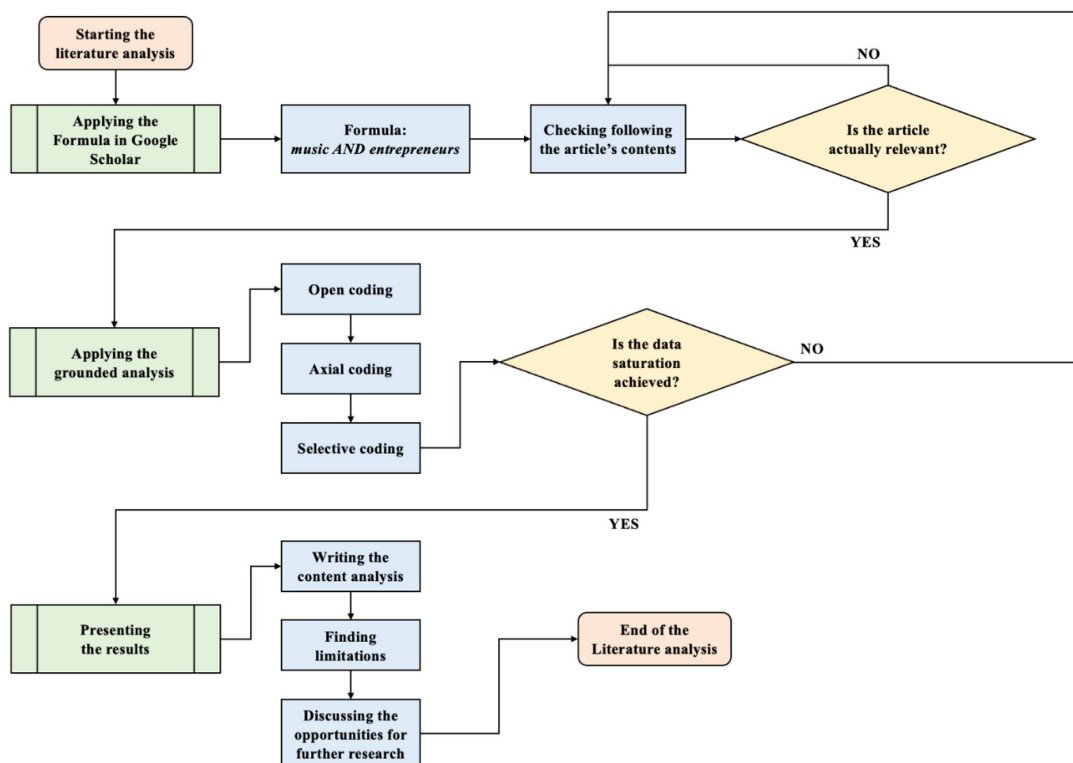 Starting the
literature analysis
NO
Applying the
Formula in Google
Scholar
Formula:
music AND entrepreneurs
Checking following
the article's contents
Is the article
actually relevant?
YES
Open coding
Applying the
grounded analysis
Axial coding
Selective coding
Is the data
saturation
achieved?
NO
YES
Writing the
content analysis
Presenting
the results
Finding
limitations
Discussing the
opportunities for
further research
End of the
Literature analysis